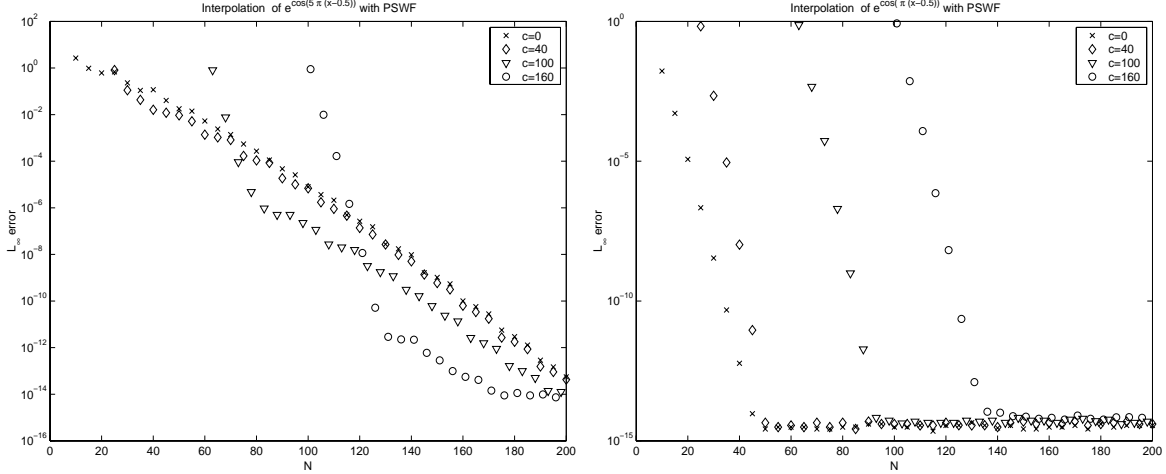 Interpolation of e^cos(5 π (x−0.5)) with PSWF
10^2
10^0
10^−2
10^−4
10^−6
10^−8
10^−10
10^−12
10^−14
10^−16
L∞ error
0 20 40 60 80 100 120 140 160 180 200
N
c=0
c=40
c=100
c=160
Interpolation of e^cos( π (x−0.5)) with PSWF
10^0
10^−5
10^−10
10^−15
L∞ error
0 20 40 60 80 100 120 140 160 180 200
N
c=0
c=40
c=100
c=160